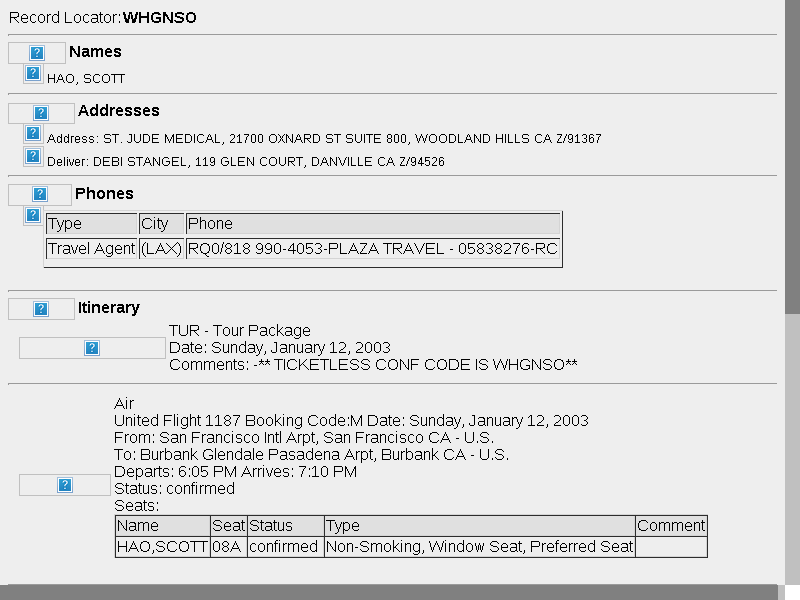 Record Locator:WHGNSO
Names
HAO, SCOTT
Addresses
Address: ST. JUDE MEDICAL, 21700 OXNARD ST SUITE 800, WOODLAND HILLS CA Z/91367
Deliver: DEBI STANGEL, 119 GLEN COURT, DANVILLE CA Z/94526
Phones
Type City Phone
Travel Agent (LAX) RQ0/818 990-4053-PLAZA TRAVEL - 05838276-RC
Itinerary
TUR - Tour Package
Date: Sunday, January 12, 2003
Comments: -** TICKETLESS CONF CODE IS WHGNSO**
Air
United Flight 1187 Booking Code:M Date: Sunday, January 12, 2003
From: San Francisco Intl Arpt, San Francisco CA - U.S.
To: Burbank Glendale Pasadena Arpt, Burbank CA - U.S.
Departs: 6:05 PM Arrives: 7:10 PM
Status: confirmed
Seats:
Name Seat Status Type Comment
HAO,SCOTT 08A confirmed Non-Smoking, Window Seat, Preferred Seat